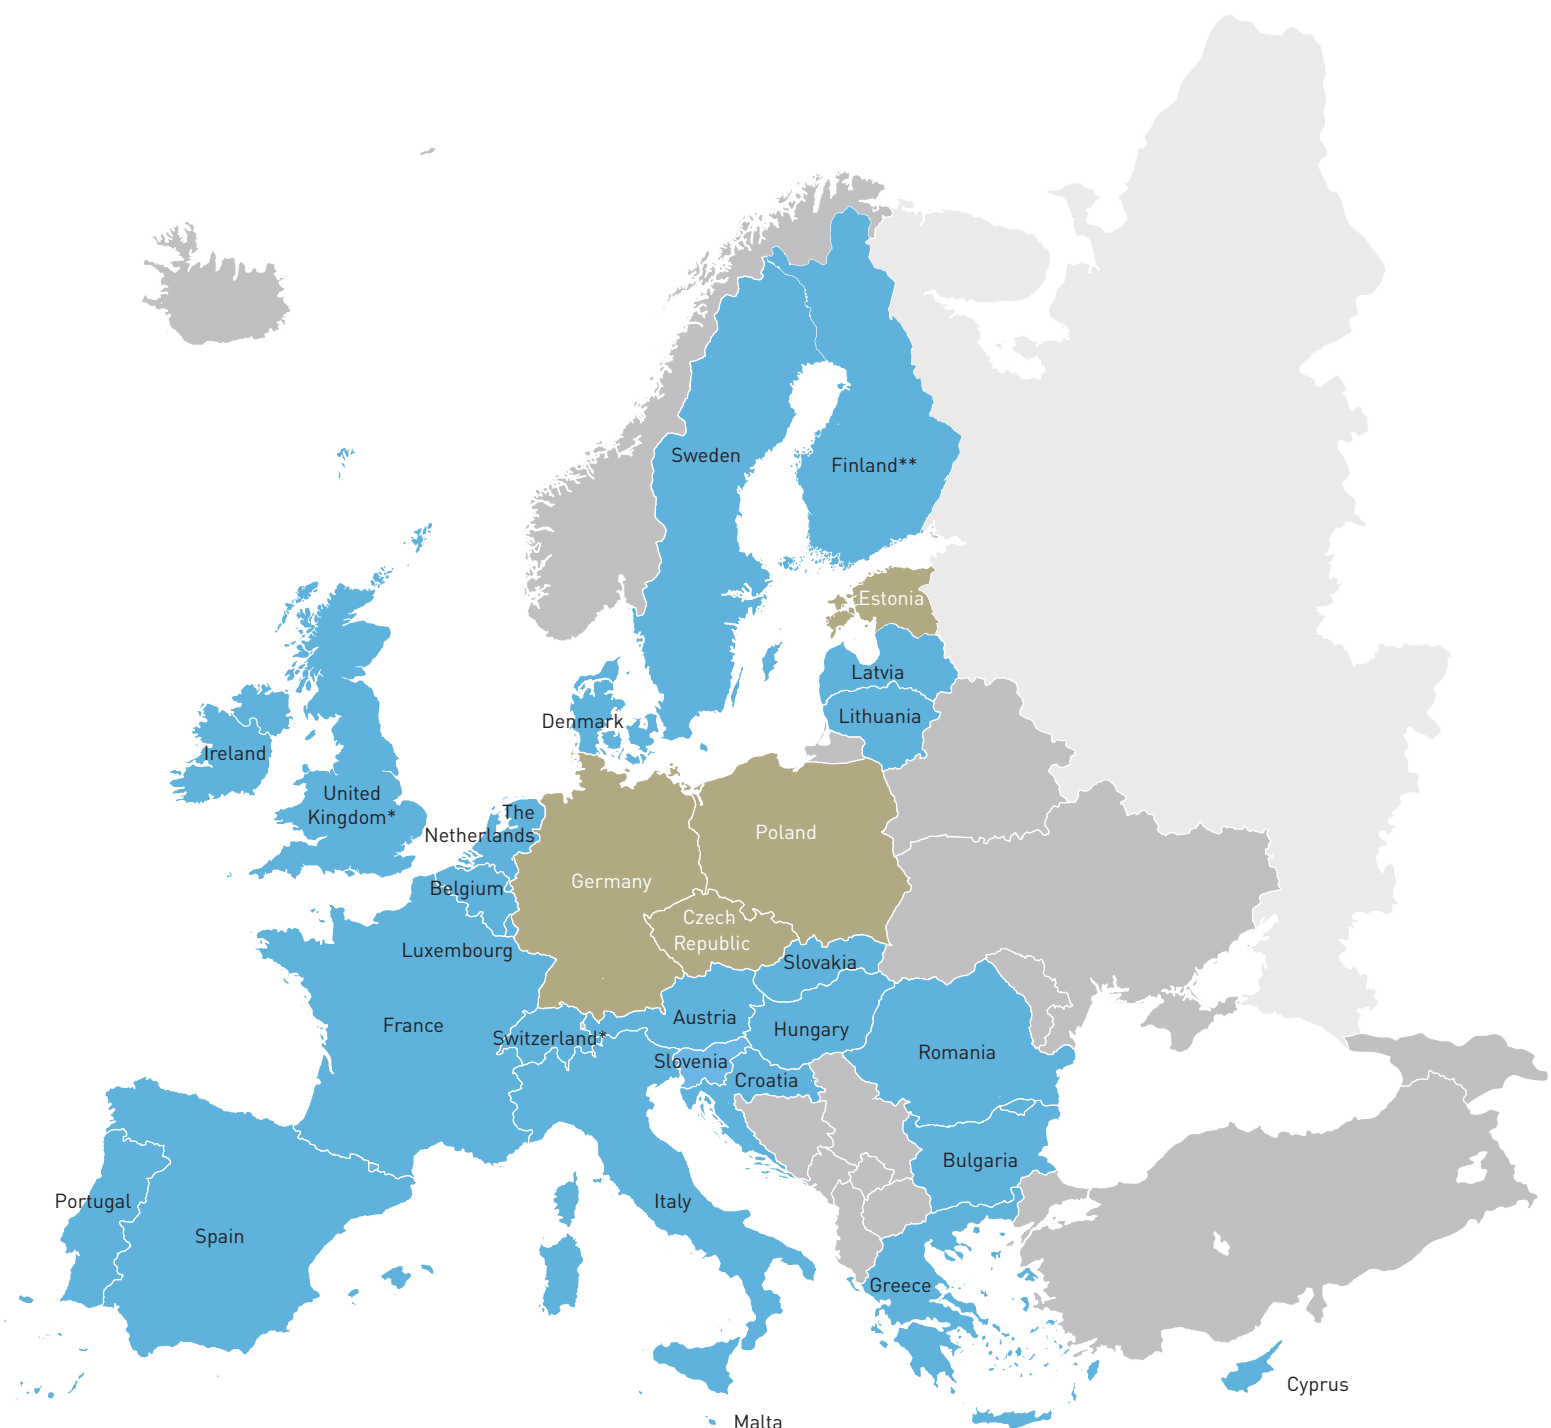 Sweden
Finland**
Estonia
Latvia
Lithuania
Denmark
Ireland
United
Kingdom*
The
Netherlands
Belgium
Germany
Poland
Czech
Republic
Luxembourg
Slovakia
France
Austria
Hungary
Switzerland*
Slovenia
Croatia
Romania
Bulgaria
Portugal
Spain
Italy
Greece
Cyprus
Malta